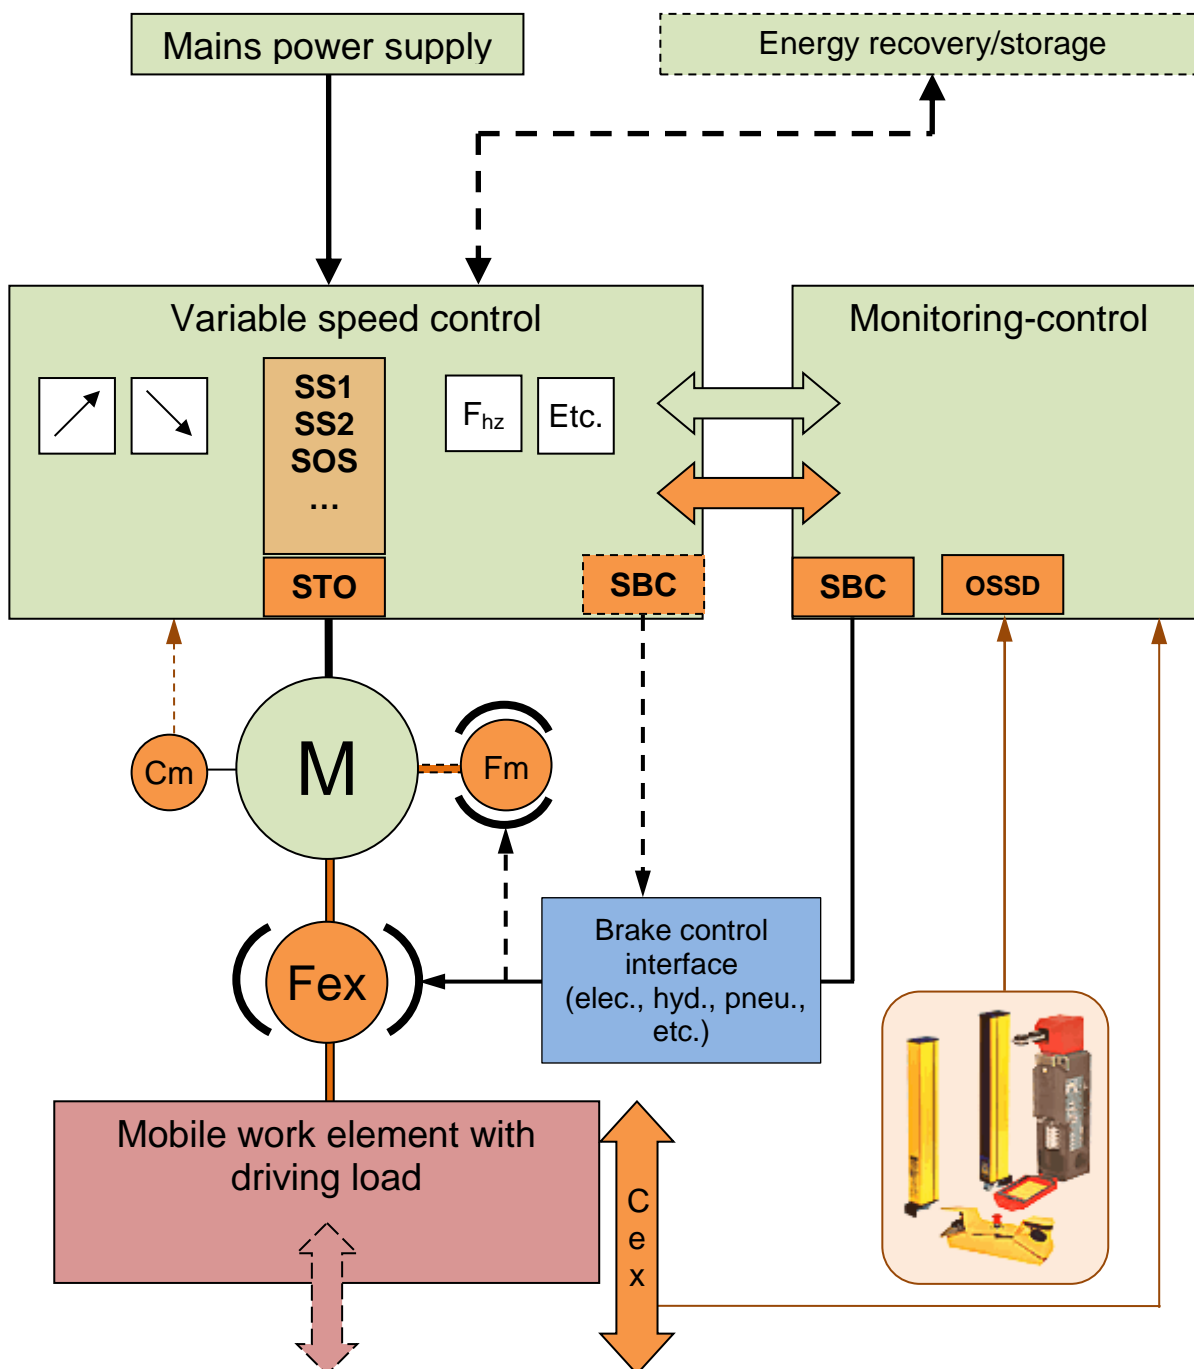 Mains power supply
Energy recovery/storage
Variable speed control
Monitoring-control
SS1
SS2
SOS
...
F hz
Etc.
STO
SBC
SBC
OSSD
Cm
M
Fm
Fex
Brake control
interface
(elec., hyd., pneu.,
etc.)
Mobile work element with
driving load
C
e
x